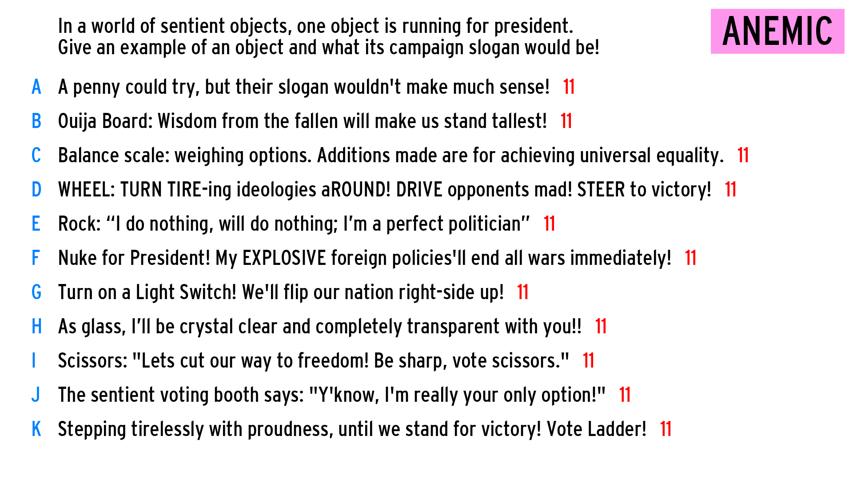 In a world of sentient objects, one object is running for president.
Give an example of an object and what its campaign slogan would be!
ANEMIC
A A penny could try, but their slogan wouldn't make much sense! 11
B Ouija Board: Wisdom from the fallen will make us stand tallest! 11
C Balance scale: weighing options. Additions made are for achieving universal equality. 11
D WHEEL: TURN TIRE-ing ideologies aROUND! DRIVE opponents mad! STEER to victory! 11
E Rock: “I do nothing, will do nothing; I’m a perfect politician” 11
F Nuke for President! My EXPLOSIVE foreign policies'll end all wars immediately! 11
G Turn on a Light Switch! We'll flip our nation right-side up! 11
H As glass, I’ll be crystal clear and completely transparent with you!! 11
I Scissors: "Lets cut our way to freedom! Be sharp, vote scissors." 11
J The sentient voting booth says: "Y'know, I'm really your only option!" 11
K Stepping tirelessly with proudness, until we stand for victory! Vote Ladder! 11